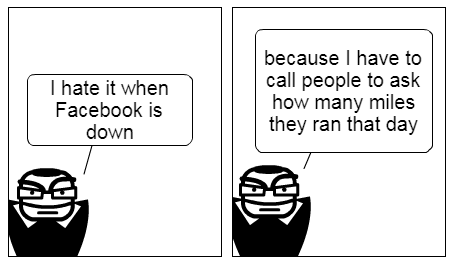 I hate it when
Facebook is
down
because I have to
call people to ask
how many miles
they ran that day